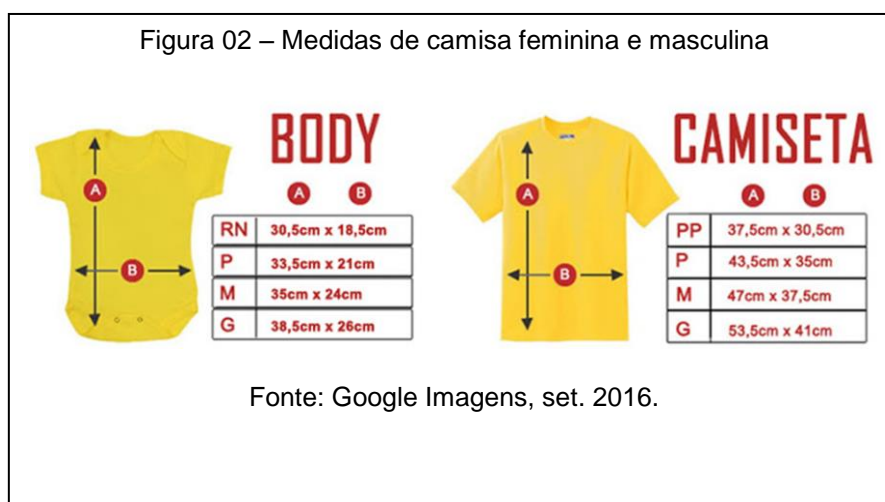 Figura 02 – Medidas de camisa feminina e masculina
BODY
A B
RN 30,5cm x 18,5cm
P 33,5cm x 21cm
M 35cm x 24cm
G 38,5cm x 26cm
A
B
CAMISETA
A B
PP 37,5cm x 30,5cm
P 43,5cm x 35cm
M 47cm x 37,5cm
G 53,5cm x 41cm
A
B
Fonte: Google Imagens, set. 2016.